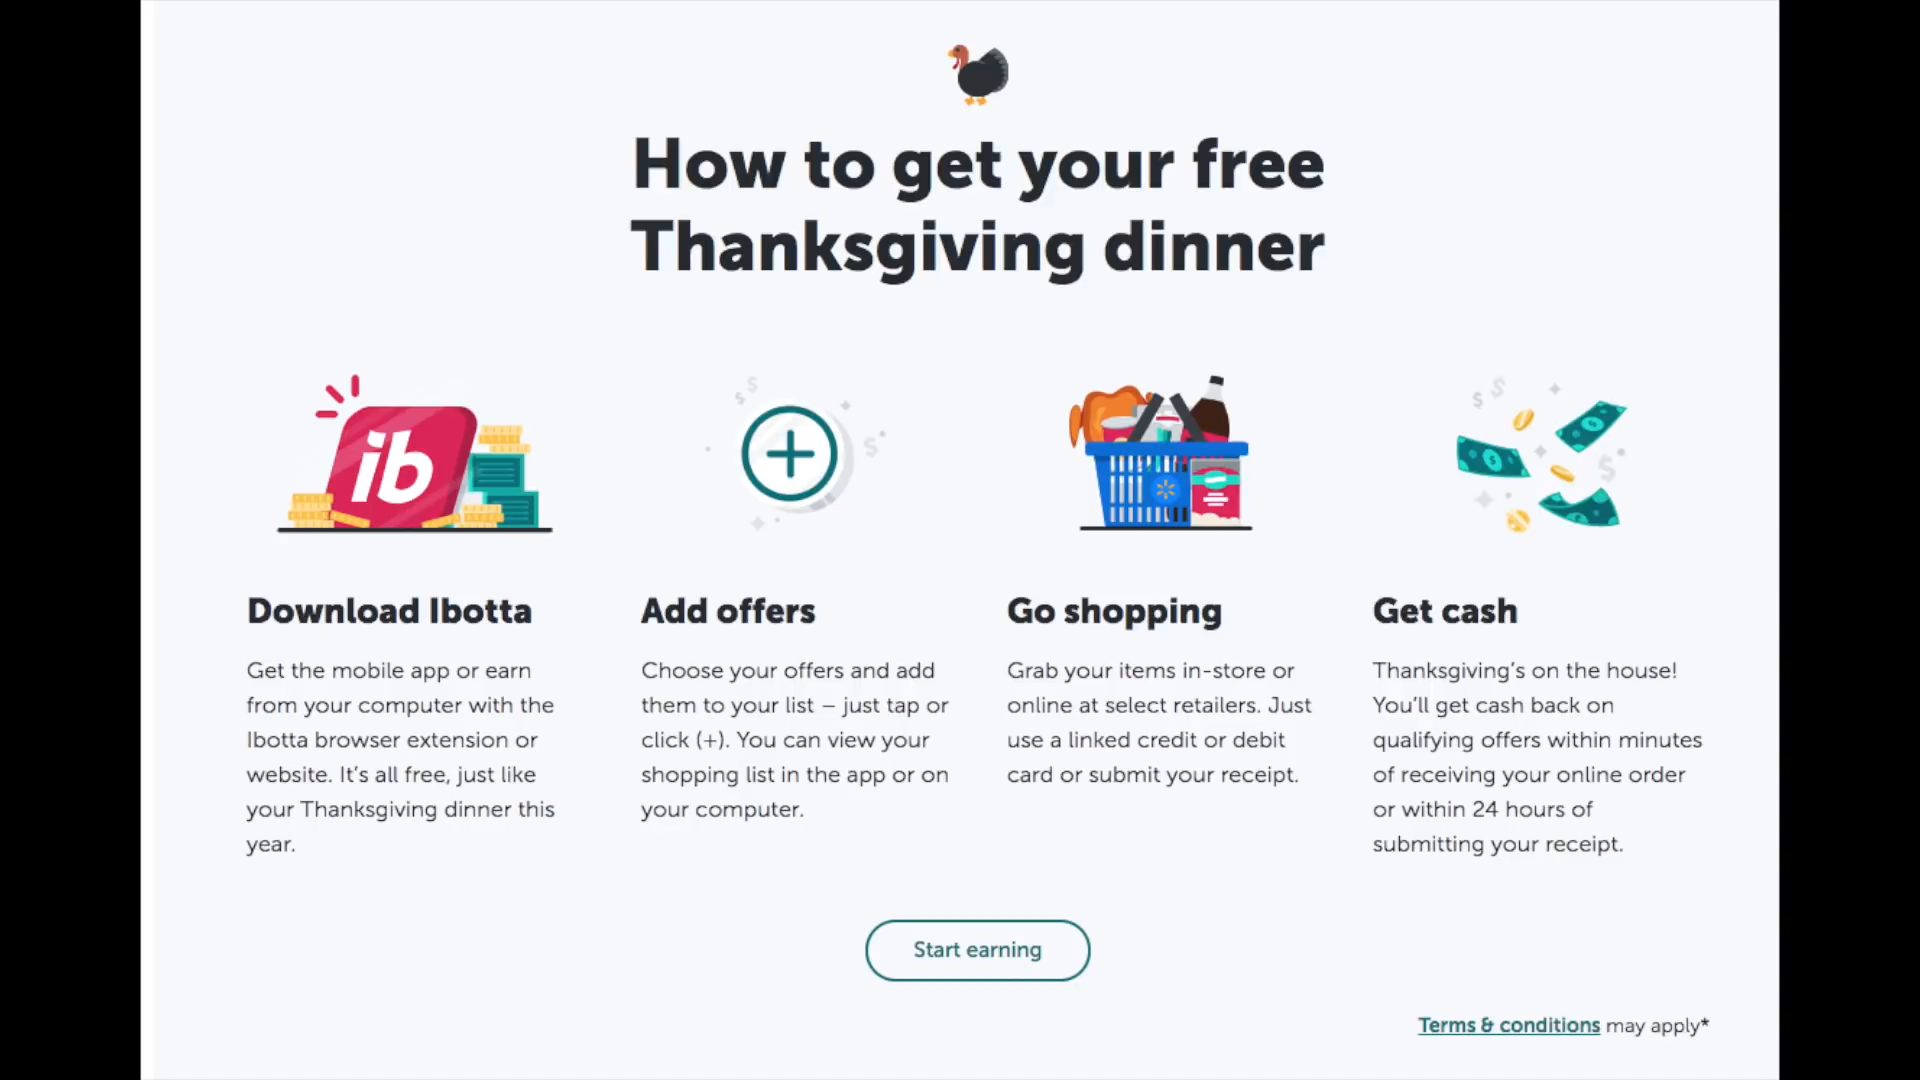 How to get your free
Thanksgiving dinner
ib
Download Ibotta
Get the mobile app or earn
from your computer with the
Ibotta browser extension or
website. It’s all free, just like
your Thanksgiving dinner this
year.
Add offers
Choose your offers and add
them to your list – just tap or
click (+). You can view your
shopping list in the app or on
your computer.
Go shopping
Grab your items in-store or
online at select retailers. Just
use a linked credit or debit
card or submit your receipt.
Get cash
Thanksgiving’s on the house!
You’ll get cash back on
qualifying offers within minutes
of receiving your online order
or within 24 hours of
submitting your receipt.
Start earning
Terms & conditions may apply*